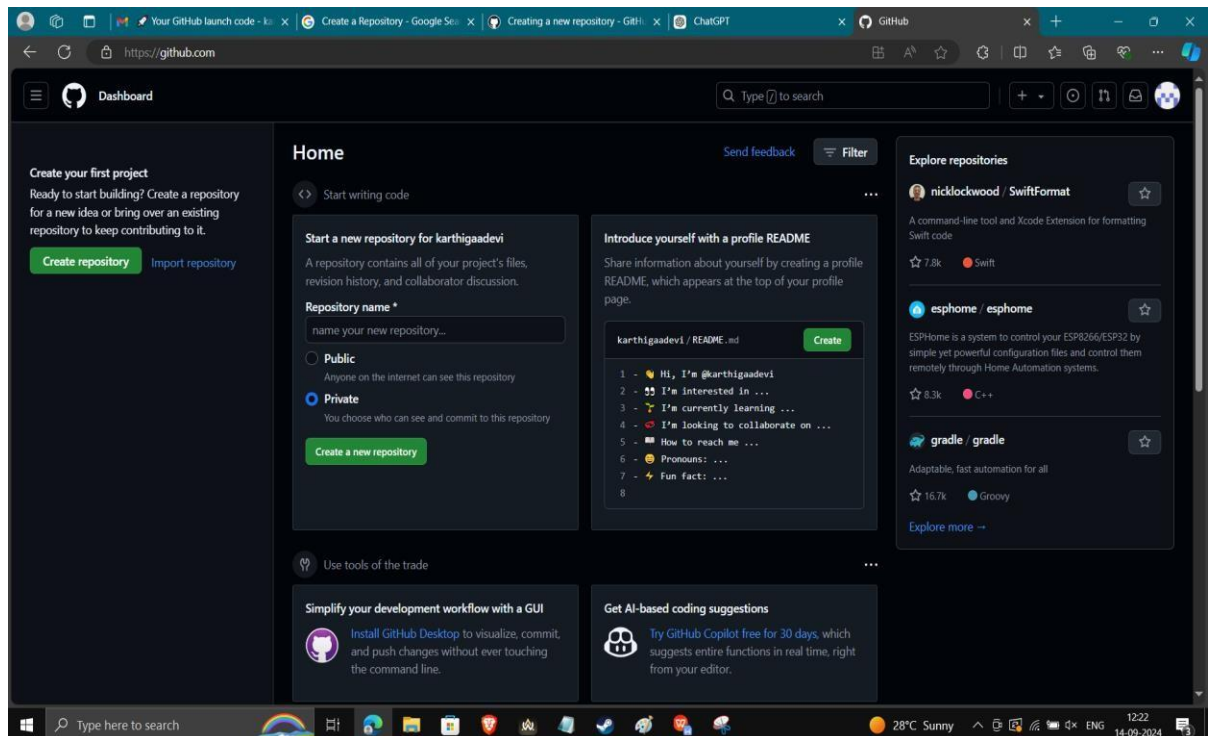 Your GitHub launch code - ka
Create a Repository - Google Sea
Creating a new repository - GitHu
ChatGPT
GitHub
https://github.com
Dashboard
Type / to search
Create your first project
Ready to start building? Create a repository
for a new idea or bring over an existing
repository to keep contributing to it.
Create repository
Import repository
Home
Send feedback
Filter
Start writing code
Start a new repository for karthigaadevi
A repository contains all of your project's files,
revision history, and collaborator discussion.
Repository name *
name your new repository...
Public
Anyone on the internet can see this repository
Private
You choose who can see and commit to this repository
Create a new repository
Introduce yourself with a profile README
Share information about yourself by creating a profile
README, which appears at the top of your profile
page.
karthigaadevi / README.md
Create
1 - 👋 Hi, I'm @karthigaadevi
2 - 👀 I'm interested in ...
3 - 🌱 I'm currently learning ...
4 - 💞️ I'm looking to collaborate on ...
5 - 📫 How to reach me ...
6 - 😄 Pronouns: ...
7 - ⚡ Fun fact: ...
8
Use tools of the trade
Simplify your development workflow with a GUI
Install GitHub Desktop to visualize, commit,
and push changes without ever touching
the command line.
Get AI-based coding suggestions
Try GitHub Copilot free for 30 days, which
suggests entire functions in real time, right
from your editor.
Explore repositories
nicklockwood / SwiftFormat
A command-line tool and Xcode Extension for formatting
Swift code
7.8k
Swift
esphome / esphome
ESPHome is a system to control your ESP8266/ESP32 by
simple yet powerful configuration files and control them
remotely through Home Automation systems.
8.3k
C++
gradle / gradle
Adaptable, fast automation for all
16.7k
Groovy
Explore more →
Type here to search
28°C Sunny
ENG
12:22
14-09-2024
3